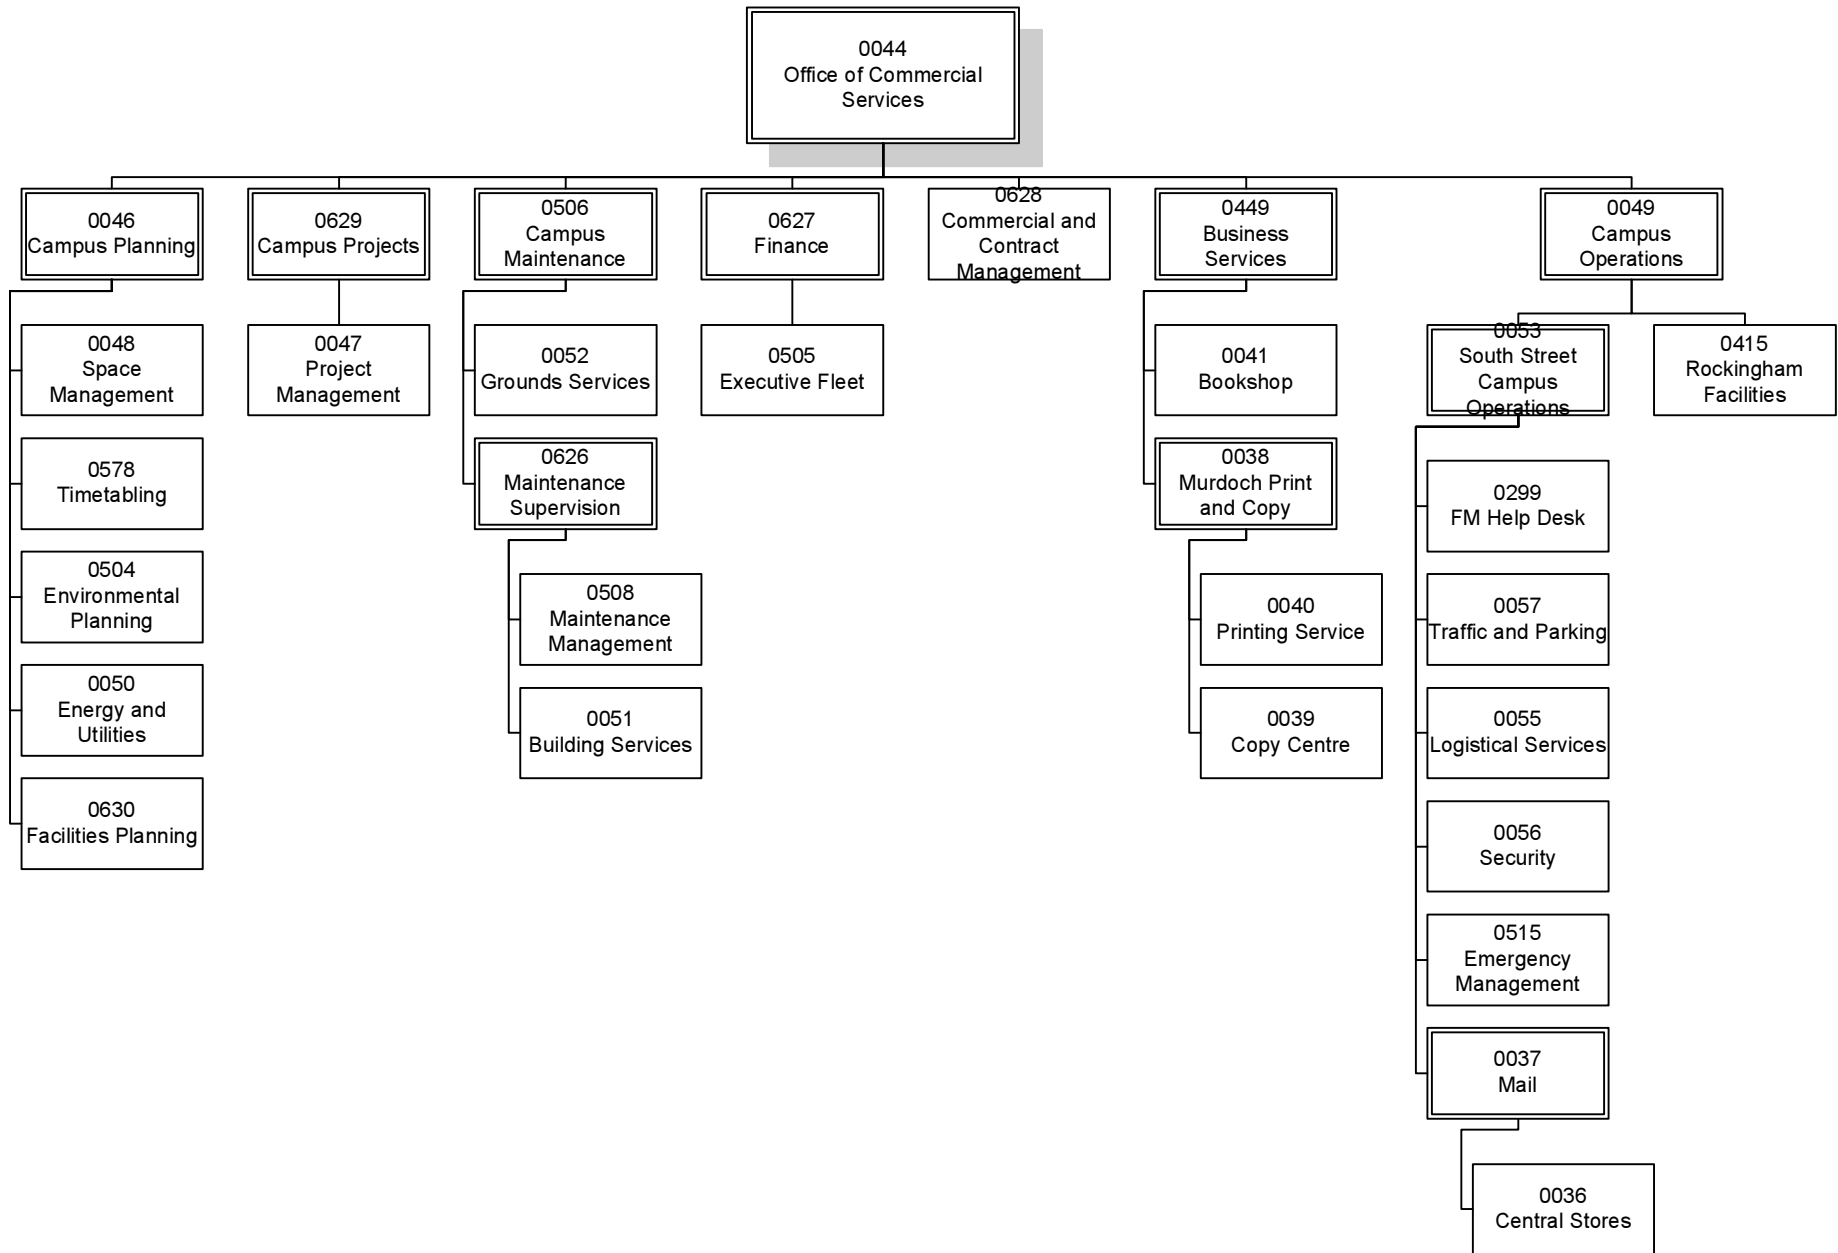 0044
Office of Commercial
Services
0046
Campus Planning
0629
Campus Projects
0506
Campus
Maintenance
0627
Finance
0628
Commercial and
Contract
Management
0449
Business
Services
0049
Campus
Operations
0048
Space
Management
0047
Project
Management
0052
Grounds Services
0505
Executive Fleet
0041
Bookshop
0053
South Street
Campus
Operations
0415
Rockingham
Facilities
0578
Timetabling
0626
Maintenance
Supervision
0038
Murdoch Print
and Copy
0299
FM Help Desk
0504
Environmental
Planning
0508
Maintenance
Management
0040
Printing Service
0057
Traffic and Parking
0050
Energy and
Utilities
0051
Building Services
0039
Copy Centre
0055
Logistical Services
0630
Facilities Planning
0056
Security
0515
Emergency
Management
0037
Mail
0036
Central Stores